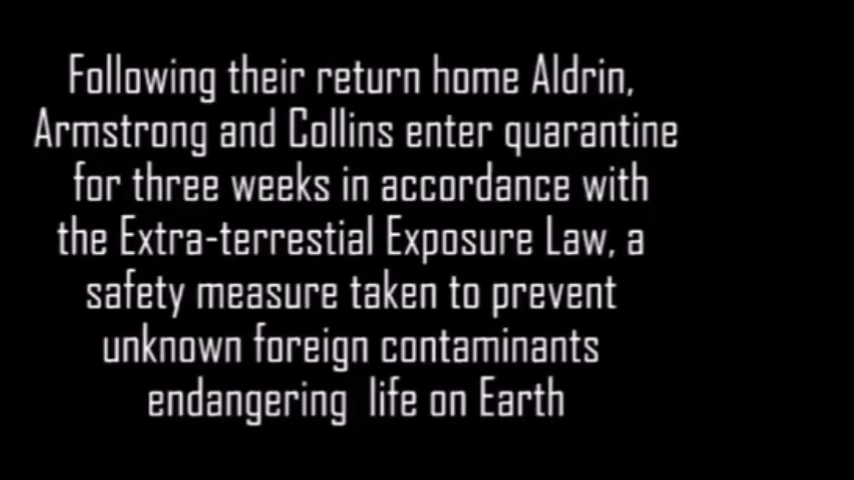 Following their return home Aldrin,
Armstrong and Collins enter quarantine
for three weeks in accordance with
the Extra-terrestial Exposure Law, a
safety measure taken to prevent
unknown foreign contaminants
endangering life on Earth